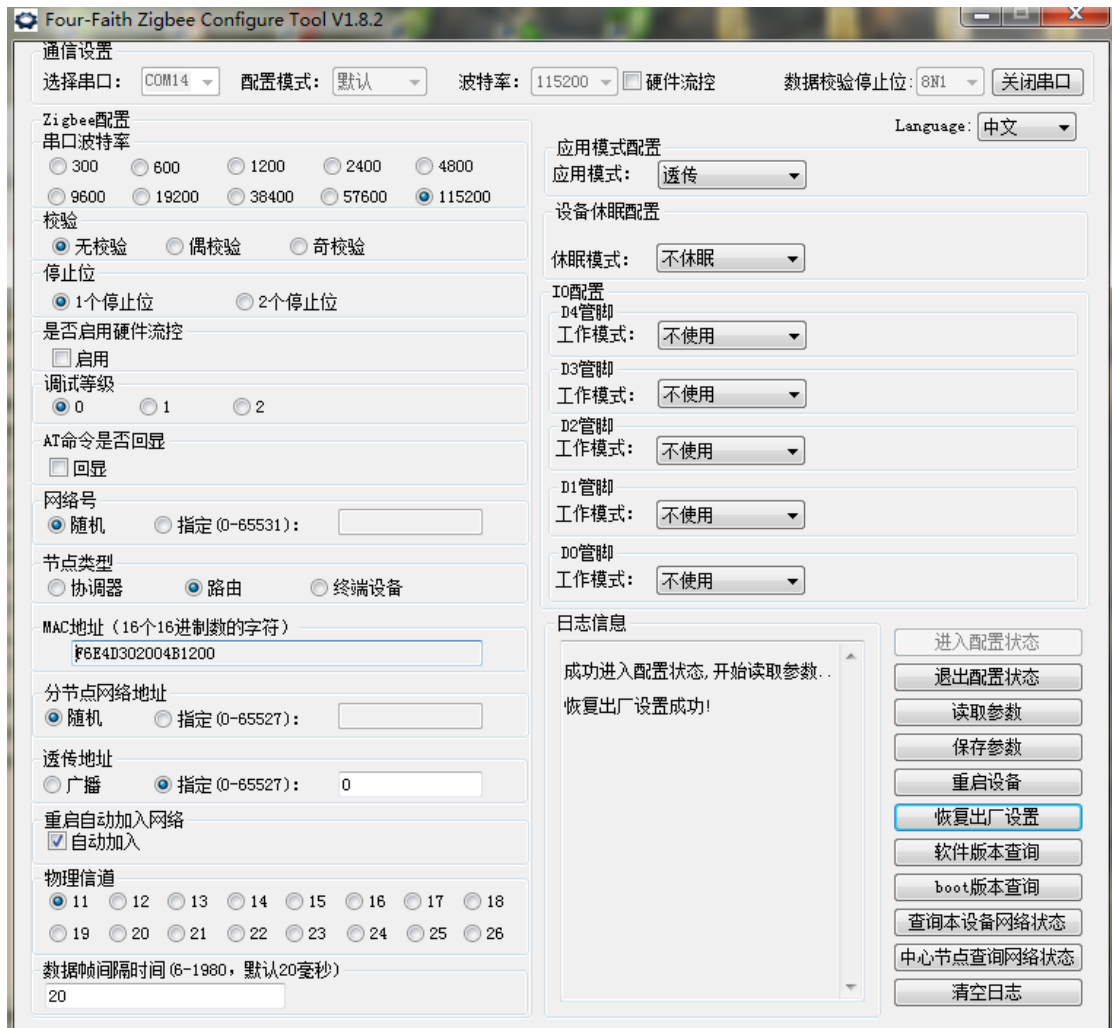 Four-Faith Zigbee Configure Tool V1.8.2
通信设置
选择串口: COM14 配置模式: 默认 波特率: 115200 硬件流控 数据校验停止位: 8N1 关闭串口
Language: 中文
Zigbee配置
串口波特率
300 600 1200 2400 4800
9600 19200 38400 57600 115200
校验
无校验 偶校验 奇校验
停止位
1个停止位 2个停止位
是否启用硬件流控
启用
调试等级
0 1 2
AT命令是否回显
回显
网络号
随机 指定(0-65531):
节点类型
协调器 路由 终端设备
MAC地址（16个16进制数的字符）
F6E4D302004B1200
分节点网络地址
随机 指定(0-65527):
透传地址
广播 指定(0-65527): 0
重启自动加入网络
自动加入
物理信道
11 12 13 14 15 16 17 18
19 20 21 22 23 24 25 26
数据帧间隔时间(6-1980，默认20毫秒)
20
应用模式配置
应用模式: 透传
设备休眠配置
休眠模式: 不休眠
IO配置
D4管脚
工作模式: 不使用
D3管脚
工作模式: 不使用
D2管脚
工作模式: 不使用
D1管脚
工作模式: 不使用
D0管脚
工作模式: 不使用
日志信息
成功进入配置状态,开始读取参数..
恢复出厂设置成功!
进入配置状态
退出配置状态
读取参数
保存参数
重启设备
恢复出厂设置
软件版本查询
boot版本查询
查询本设备网络状态
中心节点查询网络状态
清空日志